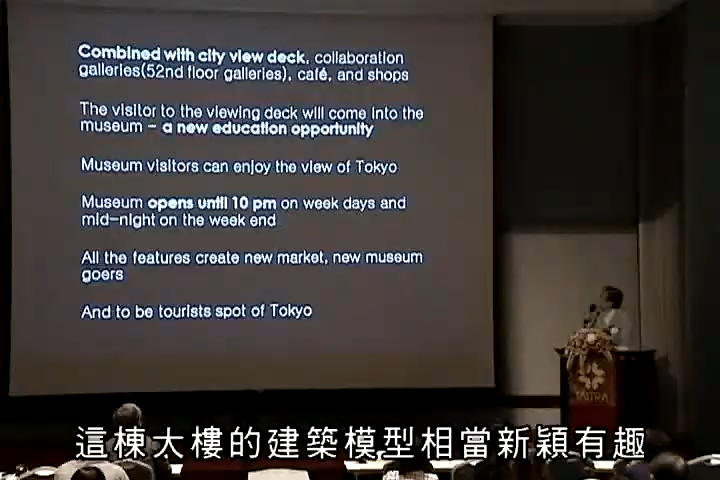 Combined with city view deck, collaboration
galleries(52nd floor galleries), café, and shops
The visitor to the viewing deck will come into the
museum - a new education opportunity
Museum visitors can enjoy the view of Tokyo
Museum opens until 10 pm on week days and
mid-night on the week end
All the features create new market, new museum
goers
And to be tourists spot of Tokyo
這棟大樓的建築模型相當新穎有趣